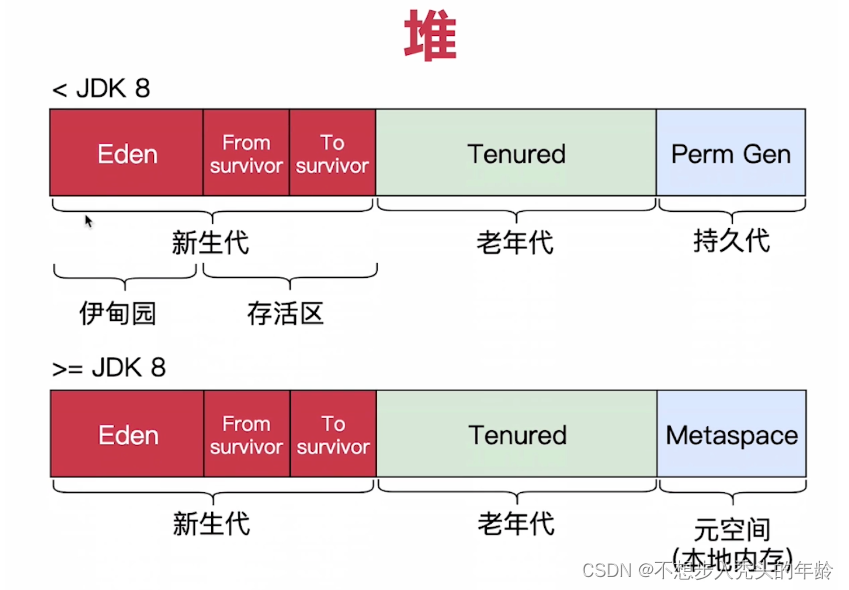 堆
< JDK 8
Eden
From
survivor
To
survivor
Tenured
Perm Gen
新生代
老年代
持久代
伊甸园
存活区
>= JDK 8
Eden
From
survivor
To
survivor
Tenured
Metaspace
新生代
老年代
元空间
(本地内存)
CSDN @不想步入秃头的年龄